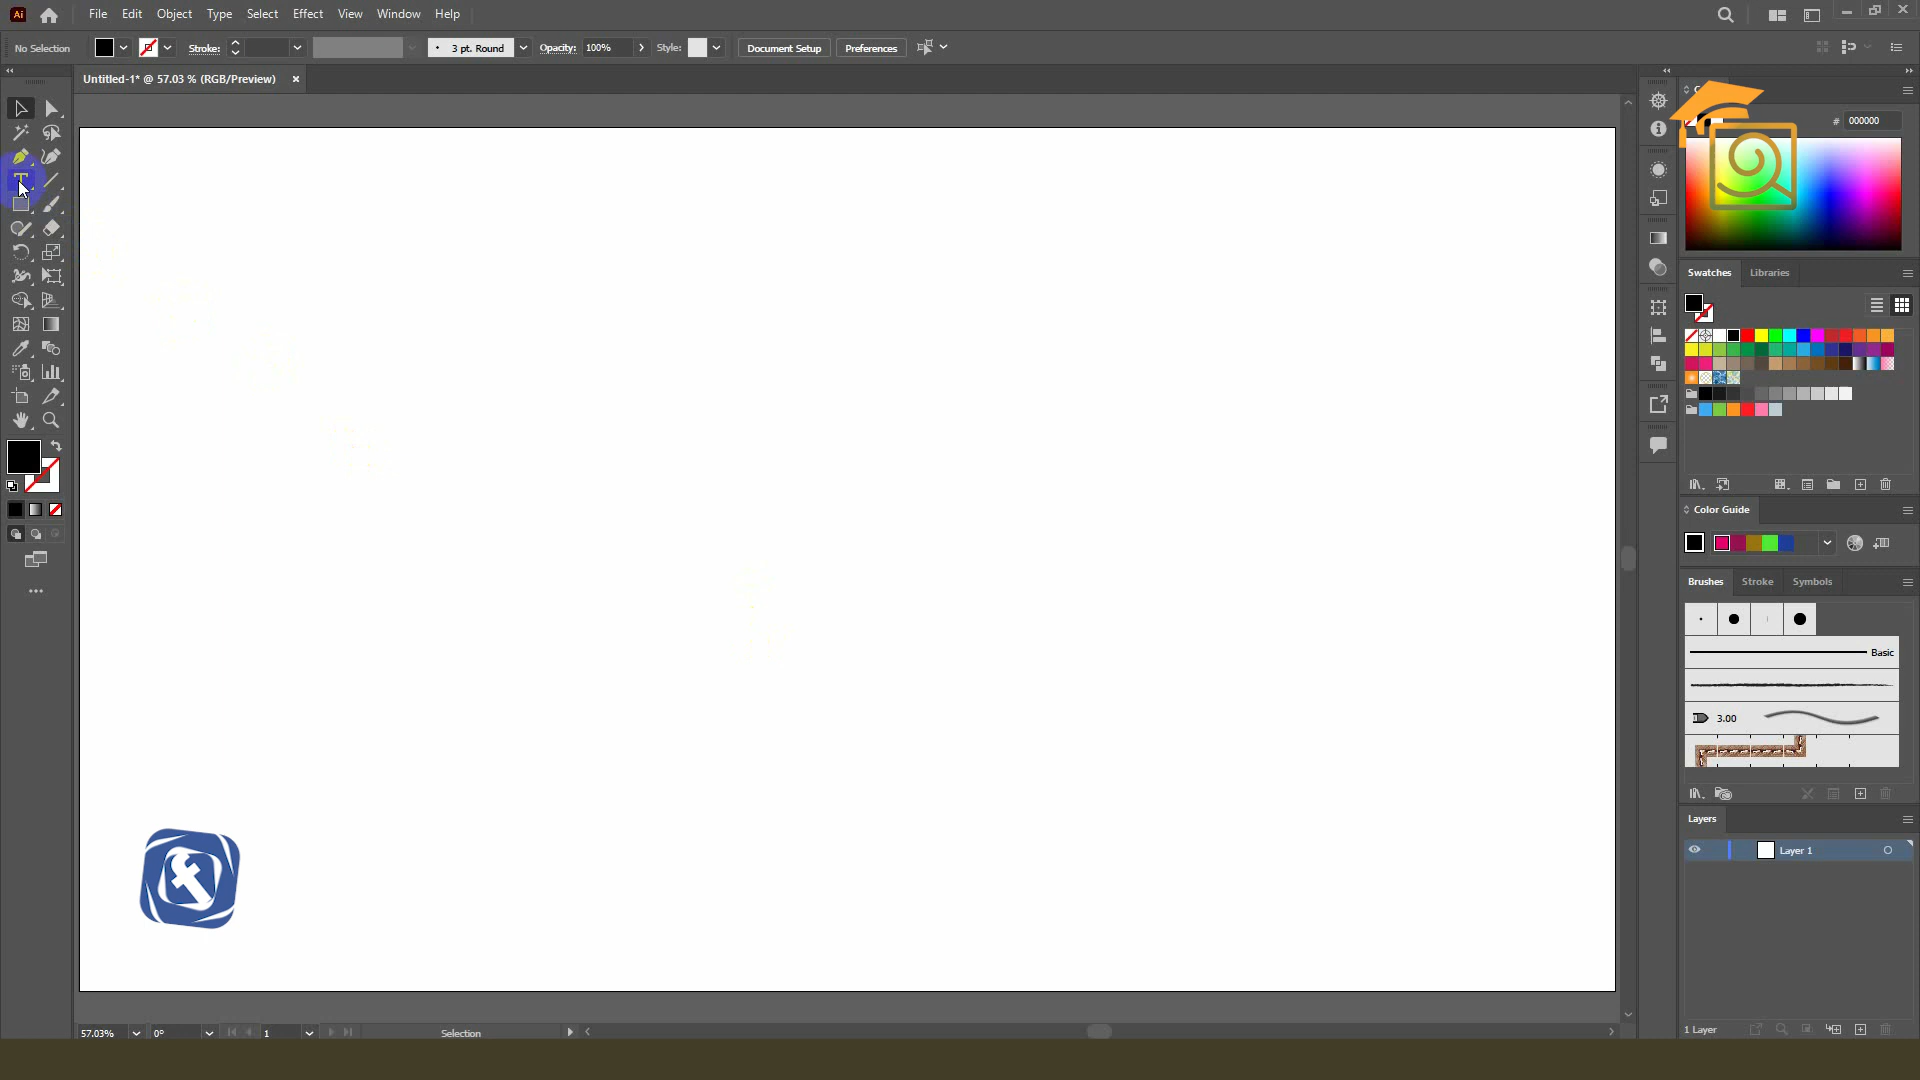 Ai File Edit Object Type Select Effect View Window Help
No Selection Stroke: 3 pt. Round Opacity: 100% Style: Document Setup Preferences
Untitled-1* @ 57.03 % (RGB/Preview) ×
# 000000
Swatches Libraries
Color Guide
Brushes Stroke Symbols
Basic
3.00
Layers
Layer 1
1 Layer
57.03% 0° 1 Selection